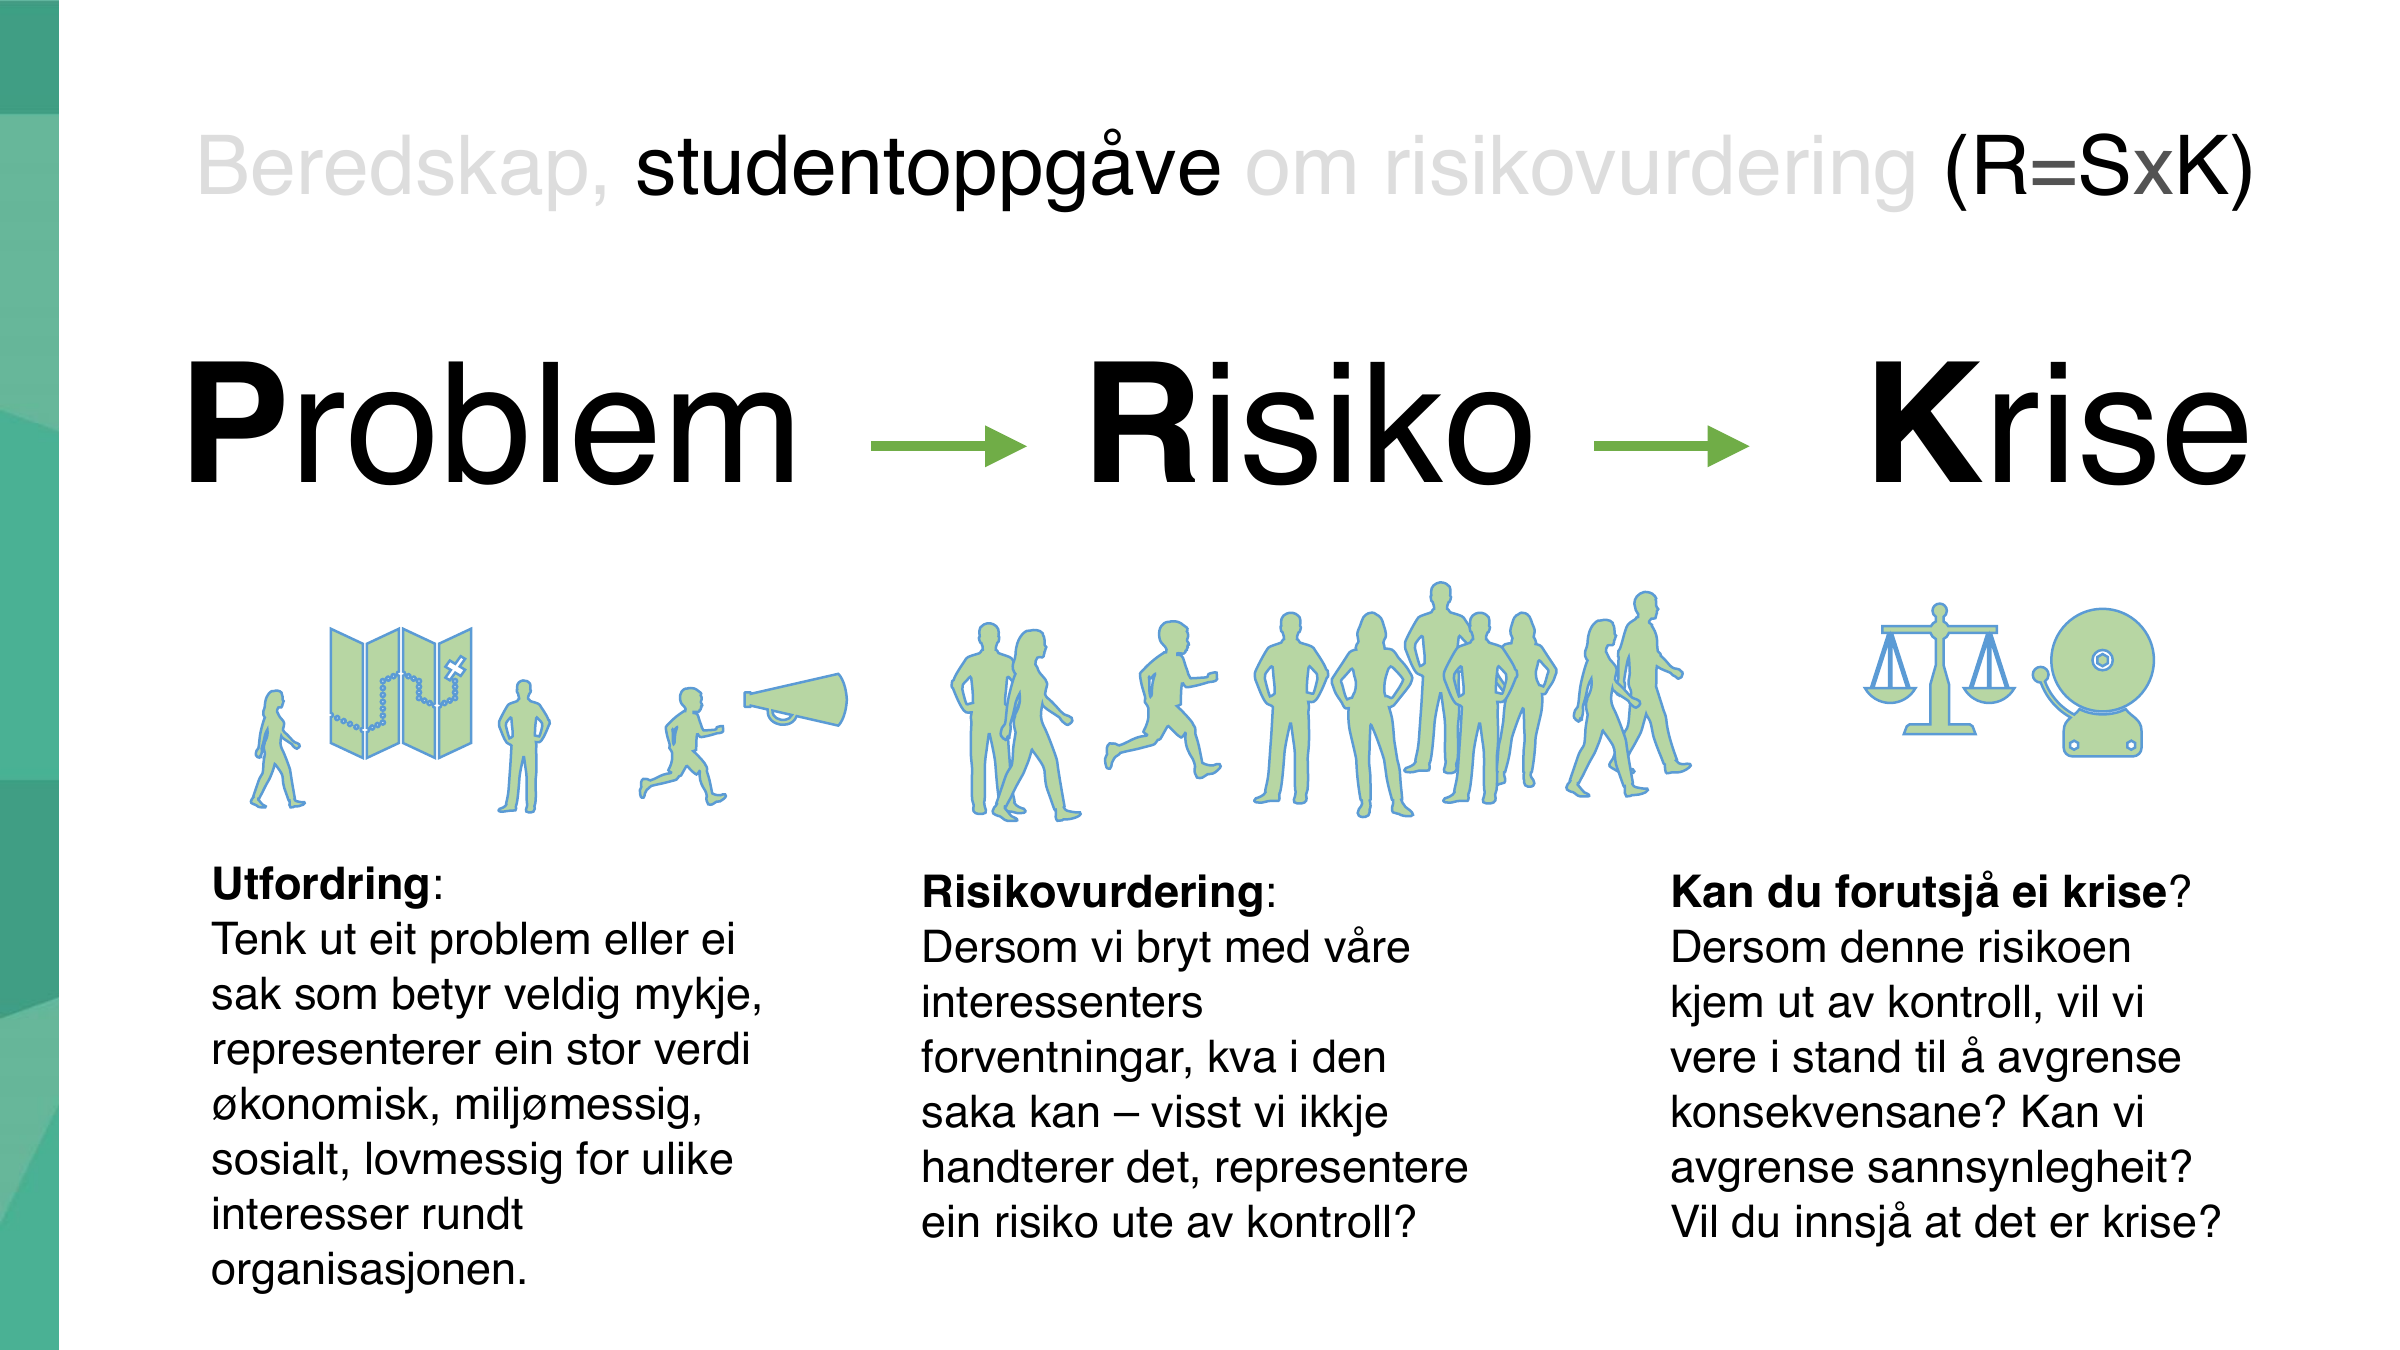 Beredskap, studentoppgåve om risikovurdering (R=SxK)
Problem
Risiko
Krise
Utfordring:
Tenk ut eit problem eller ei
sak som betyr veldig mykje,
representerer ein stor verdi
økonomisk, miljømessig,
sosialt, lovmessig for ulike
interesser rundt
organisasjonen.
Risikovurdering:
Dersom vi bryt med våre
interessenters
forventningar, kva i den
saka kan – visst vi ikkje
handterer det, representere
ein risiko ute av kontroll?
Kan du forutsjå ei krise?
Dersom denne risikoen
kjem ut av kontroll, vil vi
vere i stand til å avgrense
konsekvensane? Kan vi
avgrense sannsynlegheit?
Vil du innsjå at det er krise?